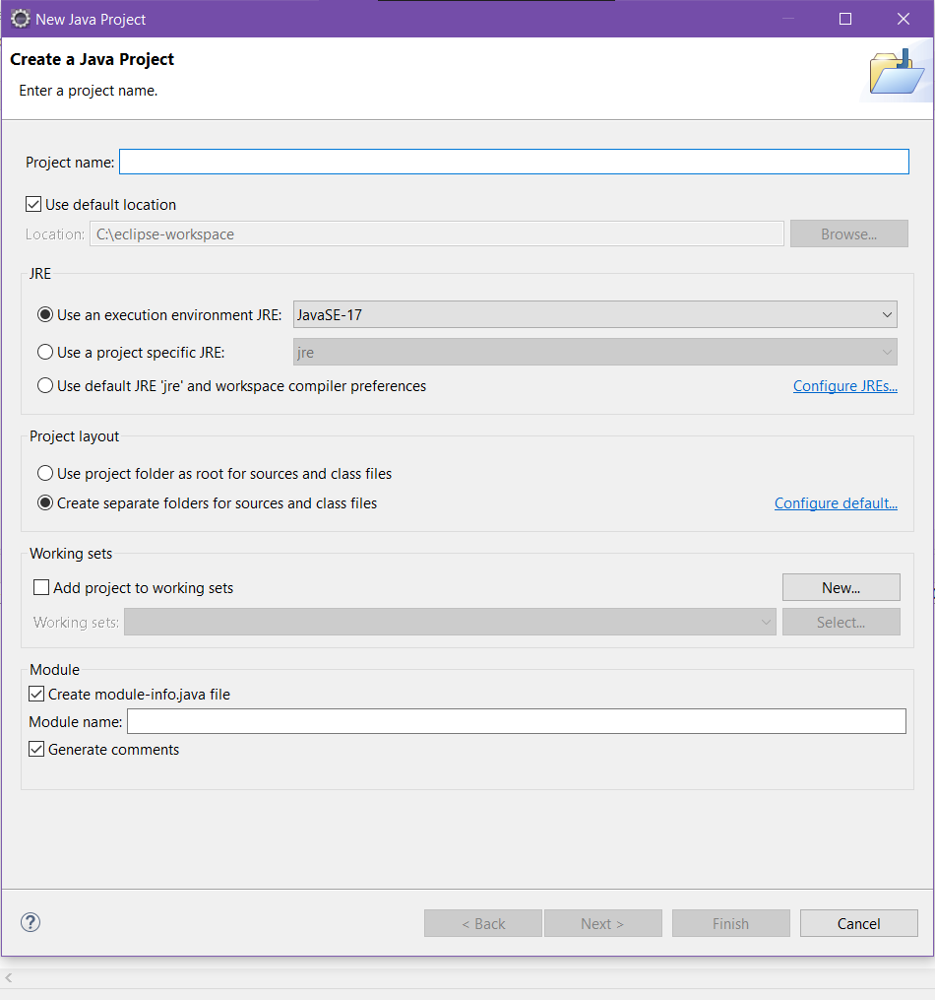 New Java Project
Create a Java Project
Enter a project name.
Project name:
Use default location
Location: C:\eclipse-workspace Browse...
JRE
Use an execution environment JRE: JavaSE-17
Use a project specific JRE: jre
Use default JRE 'jre' and workspace compiler preferences Configure JREs...
Project layout
Use project folder as root for sources and class files
Create separate folders for sources and class files Configure default...
Working sets
Add project to working sets New...
Working sets: Select...
Module
Create module-info.java file
Module name:
Generate comments
? < Back Next > Finish Cancel